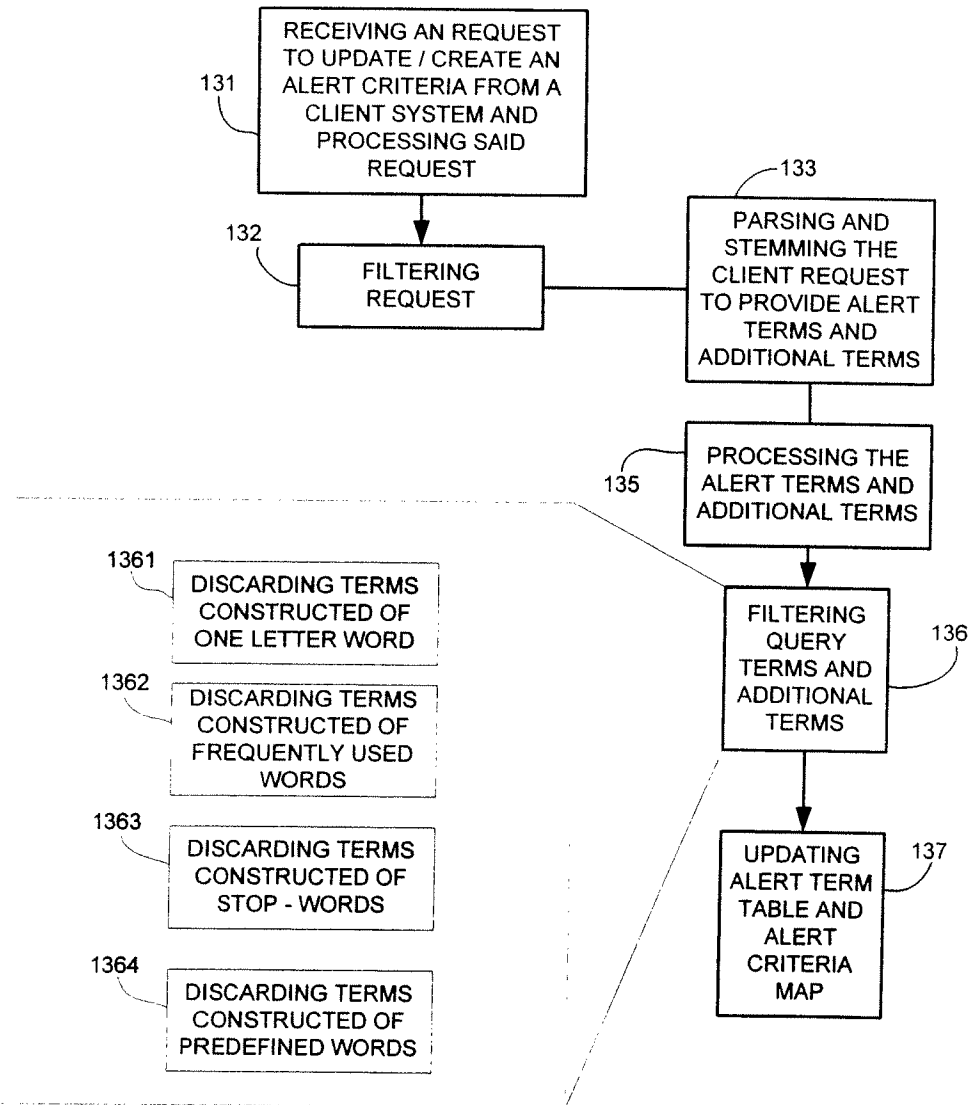 131
RECEIVING AN REQUEST
TO UPDATE / CREATE AN
ALERT CRITERIA FROM A
CLIENT SYSTEM AND
PROCESSING SAID
REQUEST
132
FILTERING
REQUEST
133
PARSING AND
STEMMING THE
CLIENT REQUEST
TO PROVIDE ALERT
TERMS AND
ADDITIONAL TERMS
135
PROCESSING THE
ALERT TERMS AND
ADDITIONAL TERMS
136
FILTERING
QUERY
TERMS AND
ADDITIONAL
TERMS
1361
DISCARDING TERMS
CONSTRUCTED OF
ONE LETTER WORD
1362
DISCARDING TERMS
CONSTRUCTED OF
FREQUENTLY USED
WORDS
1363
DISCARDING TERMS
CONSTRUCTED OF
STOP - WORDS
1364
DISCARDING TERMS
CONSTRUCTED OF
PREDEFINED WORDS
137
UPDATING
ALERT TERM
TABLE AND
ALERT
CRITERIA
MAP